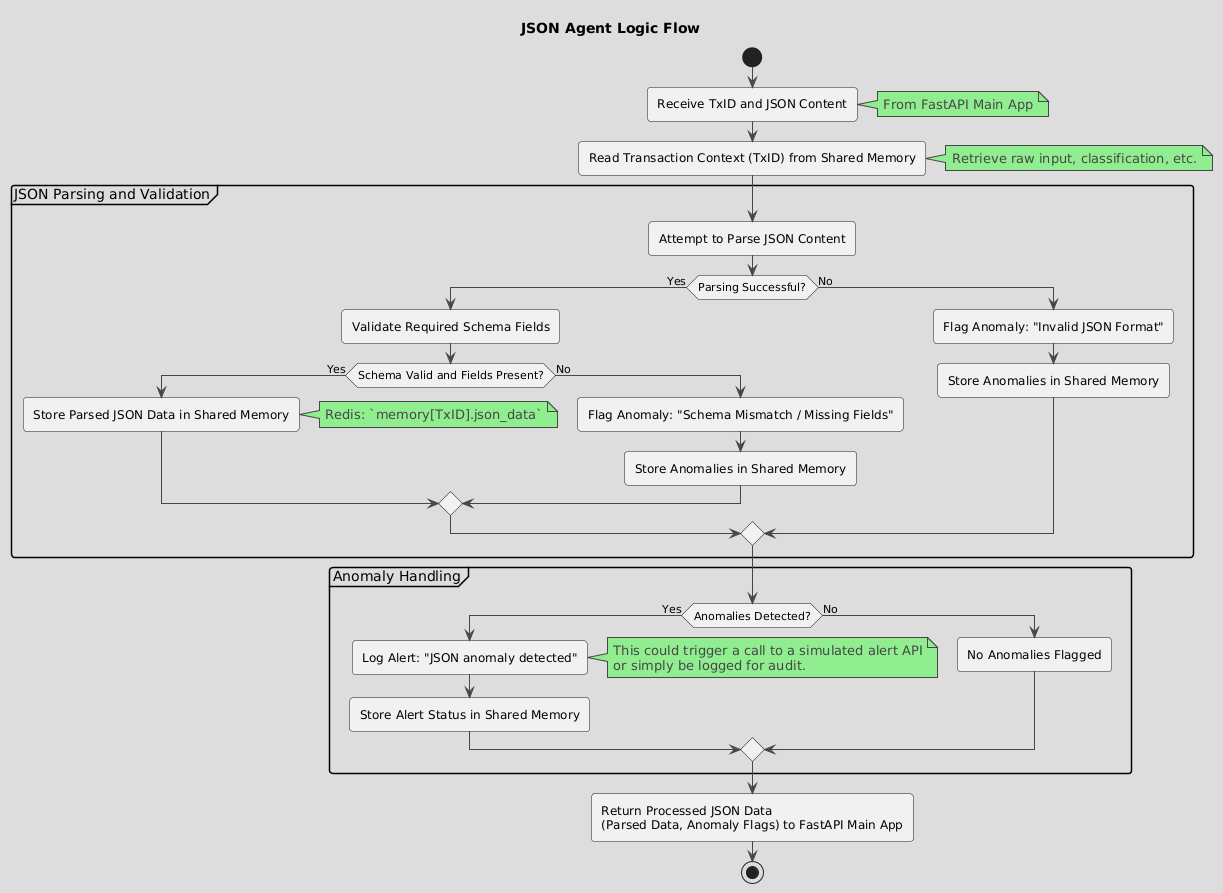 JSON Agent Logic Flow
Receive TxID and JSON Content
From FastAPI Main App
Read Transaction Context (TxID) from Shared Memory
Retrieve raw input, classification, etc.
JSON Parsing and Validation
Attempt to Parse JSON Content
Parsing Successful?
Yes
No
Validate Required Schema Fields
Flag Anomaly: "Invalid JSON Format"
Schema Valid and Fields Present?
Yes
No
Store Anomalies in Shared Memory
Store Parsed JSON Data in Shared Memory
Redis: `memory[TxID].json_data`
Flag Anomaly: "Schema Mismatch / Missing Fields"
Store Anomalies in Shared Memory
Anomaly Handling
Anomalies Detected?
Yes
No
Log Alert: "JSON anomaly detected"
This could trigger a call to a simulated alert API
or simply be logged for audit.
No Anomalies Flagged
Store Alert Status in Shared Memory
Return Processed JSON Data
(Parsed Data, Anomaly Flags) to FastAPI Main App